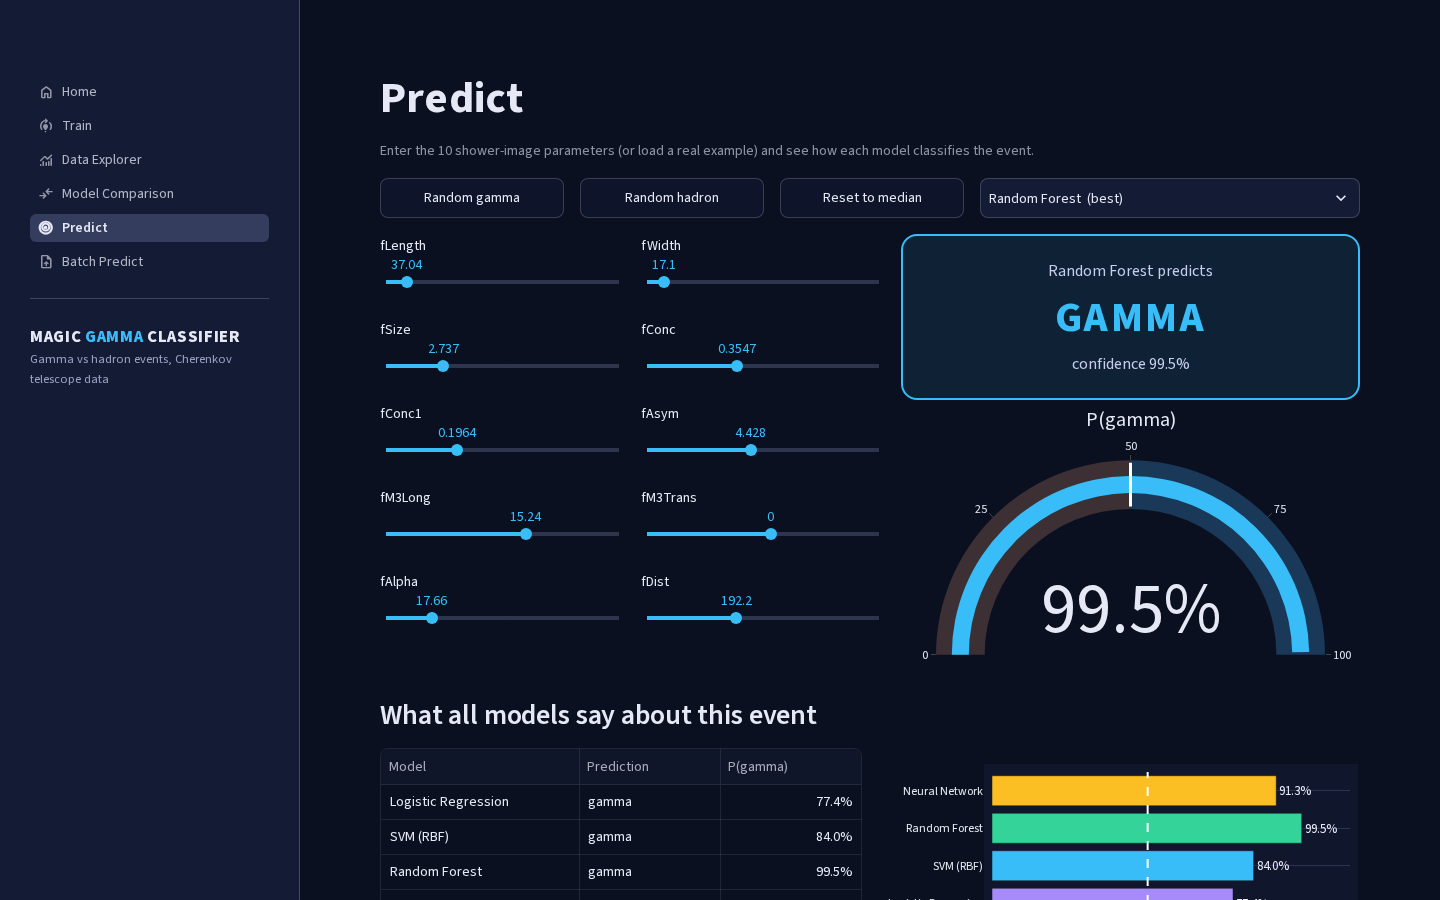 Home
Train
Data Explorer
Model Comparison
Predict
Batch Predict
MAGIC GAMMA CLASSIFIER
Gamma vs hadron events, Cherenkov
telescope data
Predict
Enter the 10 shower-image parameters (or load a real example) and see how each model classifies the event.
Random gamma
Random hadron
Reset to median
Random Forest (best)
fLength
37.04
fWidth
17.1
fSize
2.737
fConc
0.3547
fConc1
0.1964
fAsym
4.428
fM3Long
15.24
fM3Trans
0
fAlpha
17.66
fDist
192.2
Random Forest predicts
GAMMA
confidence 99.5%
P(gamma)
50
25
75
99.5%
0
100
What all models say about this event
Model Prediction P(gamma)
Logistic Regression gamma 77.4%
SVM (RBF) gamma 84.0%
Random Forest gamma 99.5%
Neural Network 91.3%
Random Forest 99.5%
SVM (RBF) 84.0%